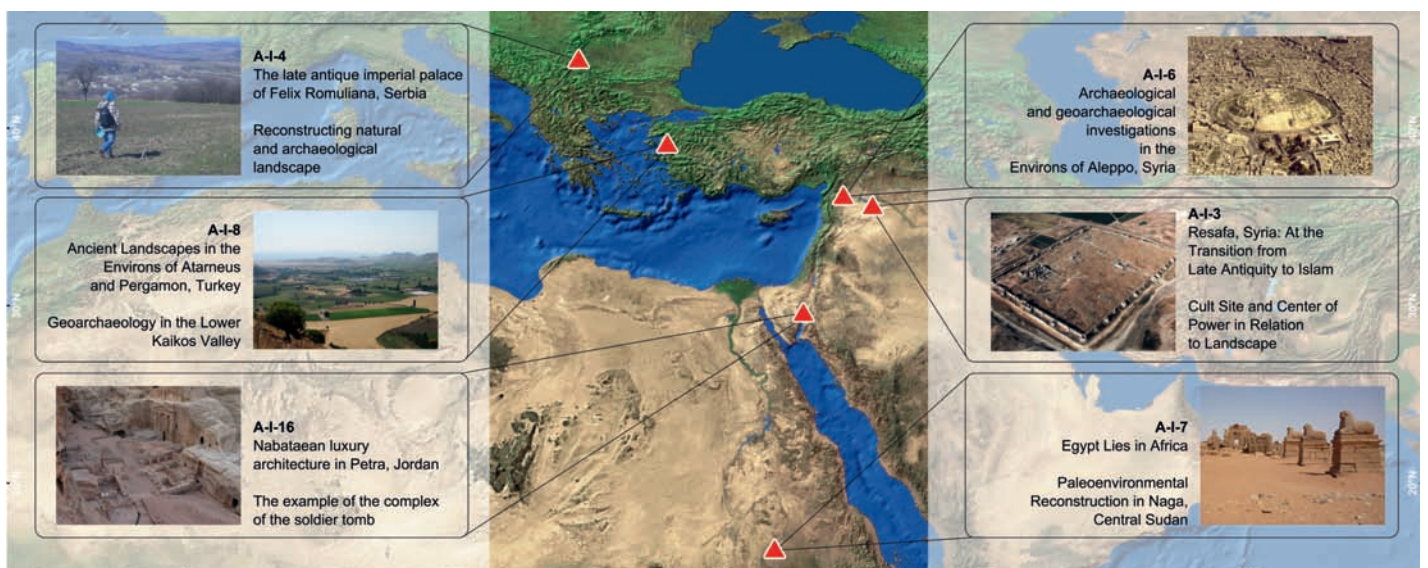 A-I-4
The late antique imperial palace
of Felix Romuliana, Serbia
Reconstructing natural
and archaeological
landscape
A-I-8
Ancient Landscapes in the
Environs of Atarneus
and Pergamon, Turkey
Geoarchaeology in the Lower
Kaikos Valley
A-I-16
Nabataean luxury
architecture in Petra, Jordan
The example of the complex
of the soldier tomb
A-I-6
Archaeological
and geoarchaeological
investigations
in the
Environs of Aleppo, Syria
A-I-3
Resafa, Syria: At the
Transition from
Late Antiquity to Islam
Cult Site and Center of
Power in Relation
to Landscape
A-I-7
Egypt Lies in Africa
Paleoenvironmental
Reconstruction in Naga,
Central Sudan
40°N
30°N
30°N
20°N